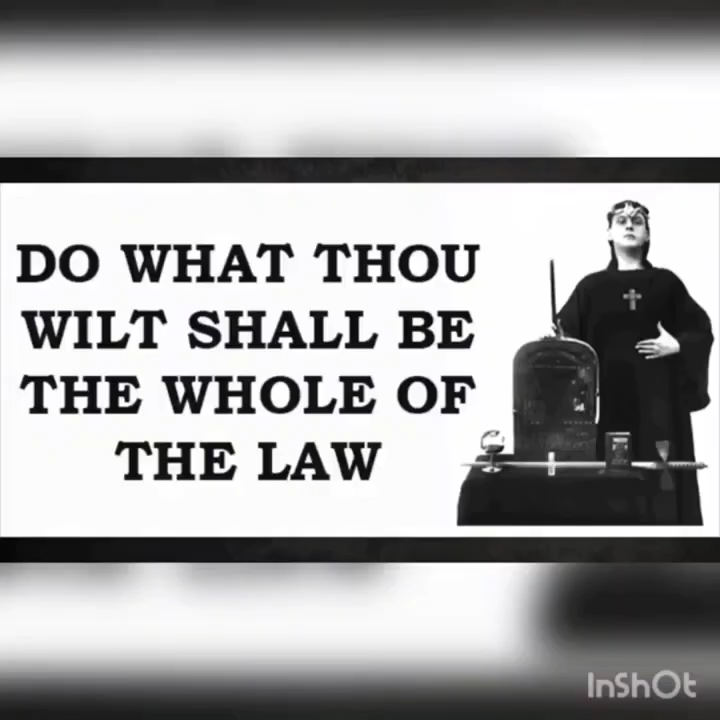 DO WHAT THOU
WILT SHALL BE
THE WHOLE OF
THE LAW
InShOt